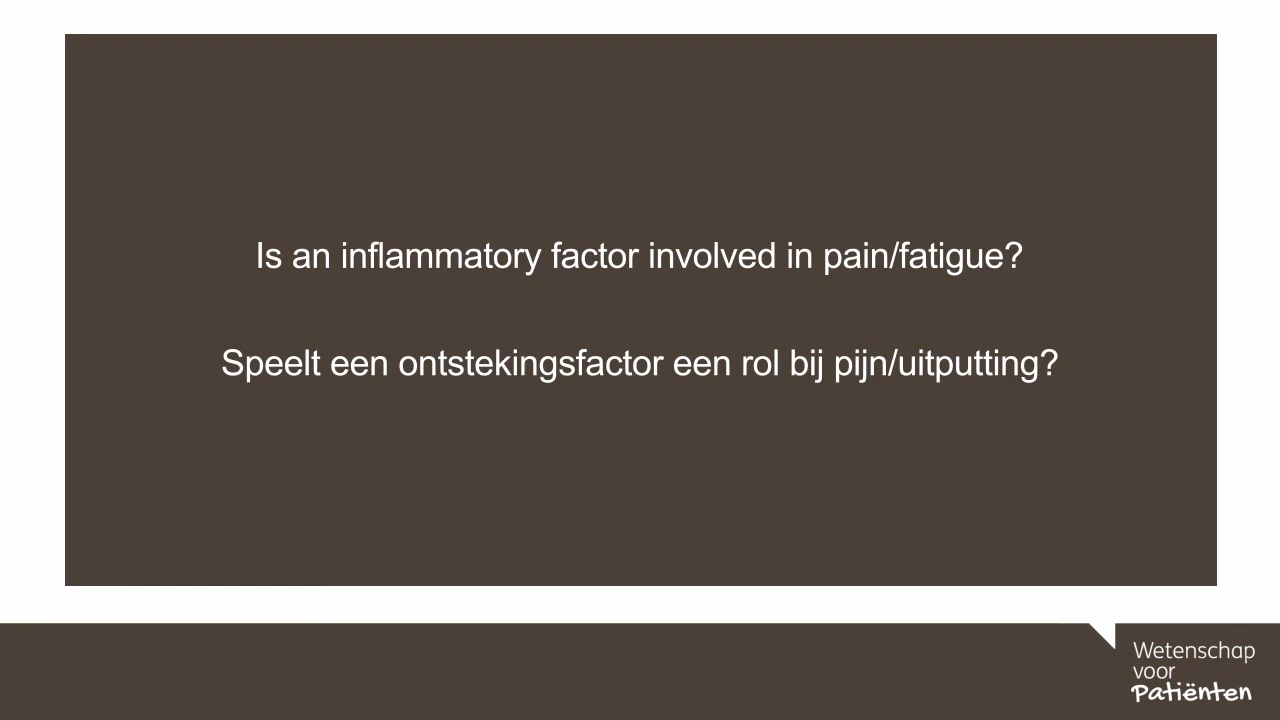 Is an inflammatory factor involved in pain/fatigue?
Speelt een ontstekingsfactor een rol bij pijn/uitputting?
Wetenschap
voor
Patiënten